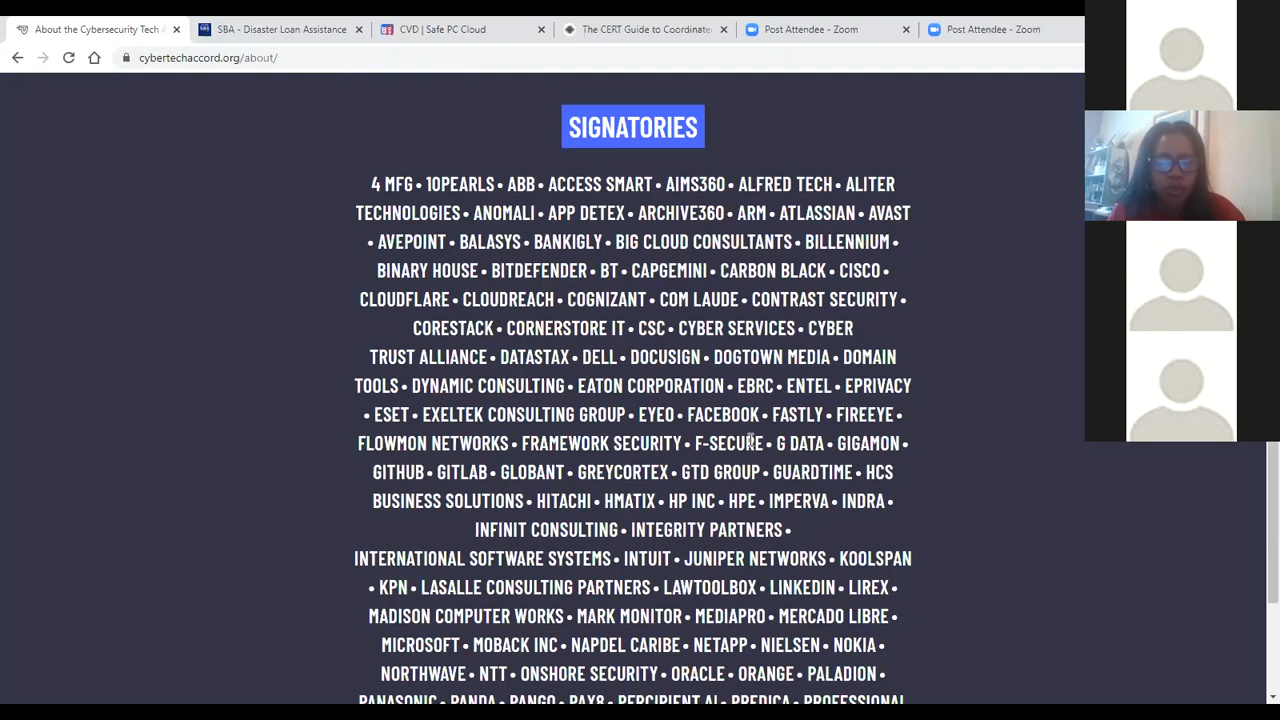 About the Cybersecurity Tech
SBA - Disaster Loan Assistance
CVD | Safe PC Cloud
The CERT Guide to Coordinate
Post Attendee - Zoom
Post Attendee - Zoom
cybertechaccord.org/about/
SIGNATORIES
4 MFG • 10PEARLS • ABB • ACCESS SMART • AIMS360 • ALFRED TECH • ALITER
TECHNOLOGIES • ANOMALI • APP DETEX • ARCHIVE360 • ARM • ATLASSIAN • AVAST
• AVEPOINT • BALASYS • BANKIGLY • BIG CLOUD CONSULTANTS • BILLENNIUM •
BINARY HOUSE • BITDEFENDER • BT • CAPGEMINI • CARBON BLACK • CISCO •
CLOUDFLARE • CLOUDREACH • COGNIZANT • COM LAUDE • CONTRAST SECURITY •
CORESTACK • CORNERSTORE IT • CSC • CYBER SERVICES • CYBER
TRUST ALLIANCE • DATASTAX • DELL • DOCUSIGN • DOGTOWN MEDIA • DOMAIN
TOOLS • DYNAMIC CONSULTING • EATON CORPORATION • EBRC • ENTEL • EPRIVACY
• ESET • EXELTEK CONSULTING GROUP • EYEO • FACEBOOK • FASTLY • FIREEYE •
FLOWMON NETWORKS • FRAMEWORK SECURITY • F-SECURE • G DATA • GIGAMON •
GITHUB • GITLAB • GLOBANT • GREYCORTEX • GTD GROUP • GUARDTIME • HCS
BUSINESS SOLUTIONS • HITACHI • HMATIX • HP INC • HPE • IMPERVA • INDRA •
INFINIT CONSULTING • INTEGRITY PARTNERS •
INTERNATIONAL SOFTWARE SYSTEMS • INTUIT • JUNIPER NETWORKS • KOOLSPAN
• KPN • LASALLE CONSULTING PARTNERS • LAWTOOLBOX • LINKEDIN • LIREX •
MADISON COMPUTER WORKS • MARK MONITOR • MEDIAPRO • MERCADO LIBRE •
MICROSOFT • MOBACK INC • NAPDEL CARIBE • NETAPP • NIELSEN • NOKIA •
NORTHWAVE • NTT • ONSHORE SECURITY • ORACLE • ORANGE • PALADION •
PANASONIC • PANDA • PANGO • PAX8 • PERCIPIENT AI • PREDICA • PROFESSIONAL